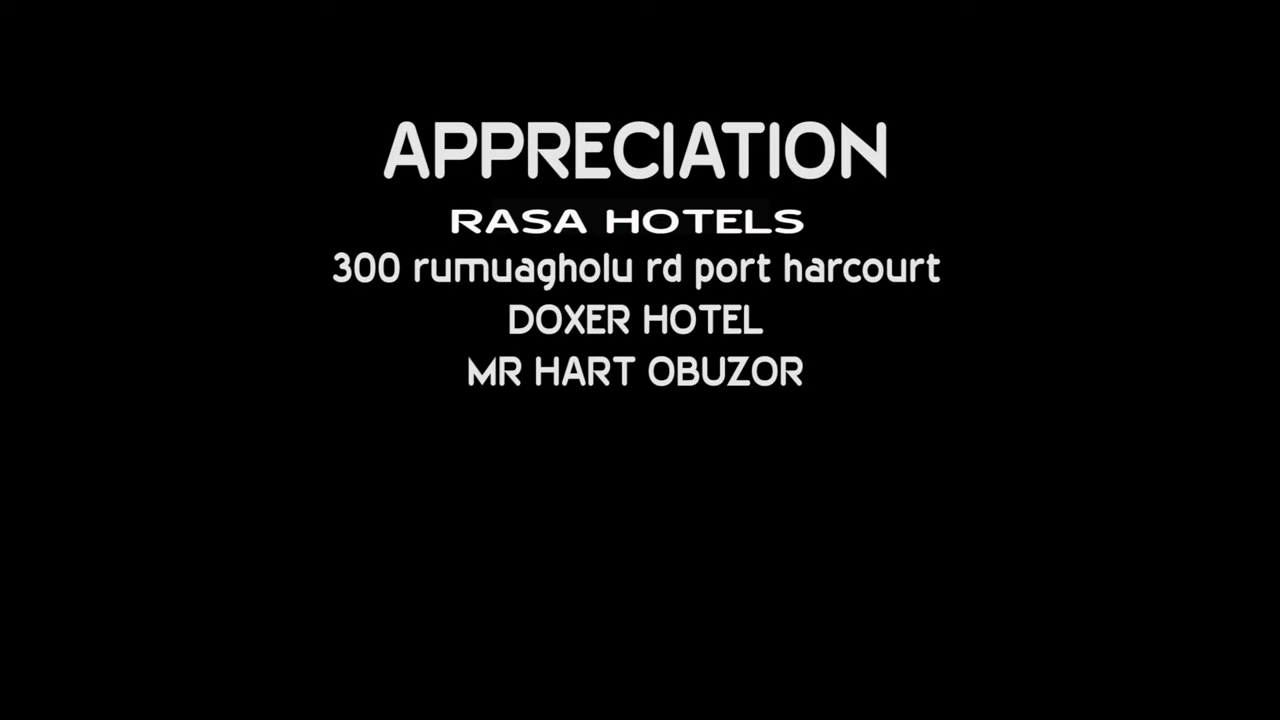 APPRECIATION
RASA HOTELS
300 rumuagholu rd port harcourt
DOXER HOTEL
MR HART OBUZOR